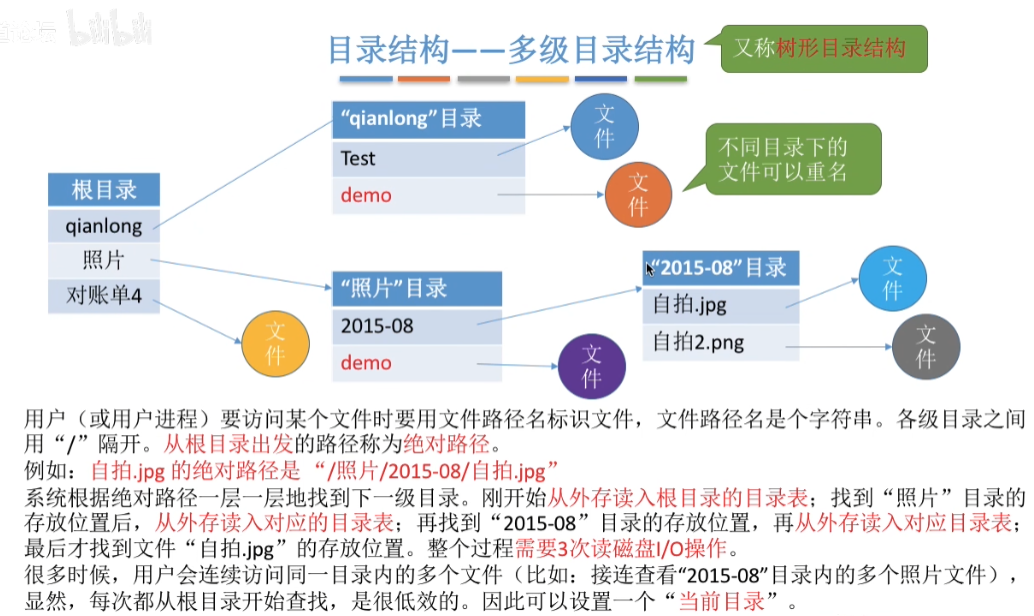 bilibili
目录结构——多级目录结构
又称树形目录结构
根目录
qianlong
照片
对账单4
“qianlong”目录
Test
demo
文件
文件
不同目录下的
文件可以重名
文件
“照片”目录
2015-08
demo
文件
“2015-08”目录
自拍.jpg
自拍2.png
文件
文件
用户（或用户进程）要访问某个文件时要用文件路径名标识文件，文件路径名是个字符串。各级目录之间
用“/”隔开。从根目录出发的路径称为绝对路径。
例如：自拍.jpg 的绝对路径是 “/照片/2015-08/自拍.jpg”
系统根据绝对路径一层一层地找到下一级目录。刚开始从外存读入根目录的目录表；找到“照片”目录的
存放位置后，从外存读入对应的目录表；再找到“2015-08”目录的存放位置，再从外存读入对应目录表；
最后才找到文件“自拍.jpg”的存放位置。整个过程需要3次读磁盘I/O操作。
很多时候，用户会连续访问同一目录内的多个文件（比如：接连查看“2015-08”目录内的多个照片文件），
显然，每次都从根目录开始查找，是很低效的。因此可以设置一个“当前目录”。